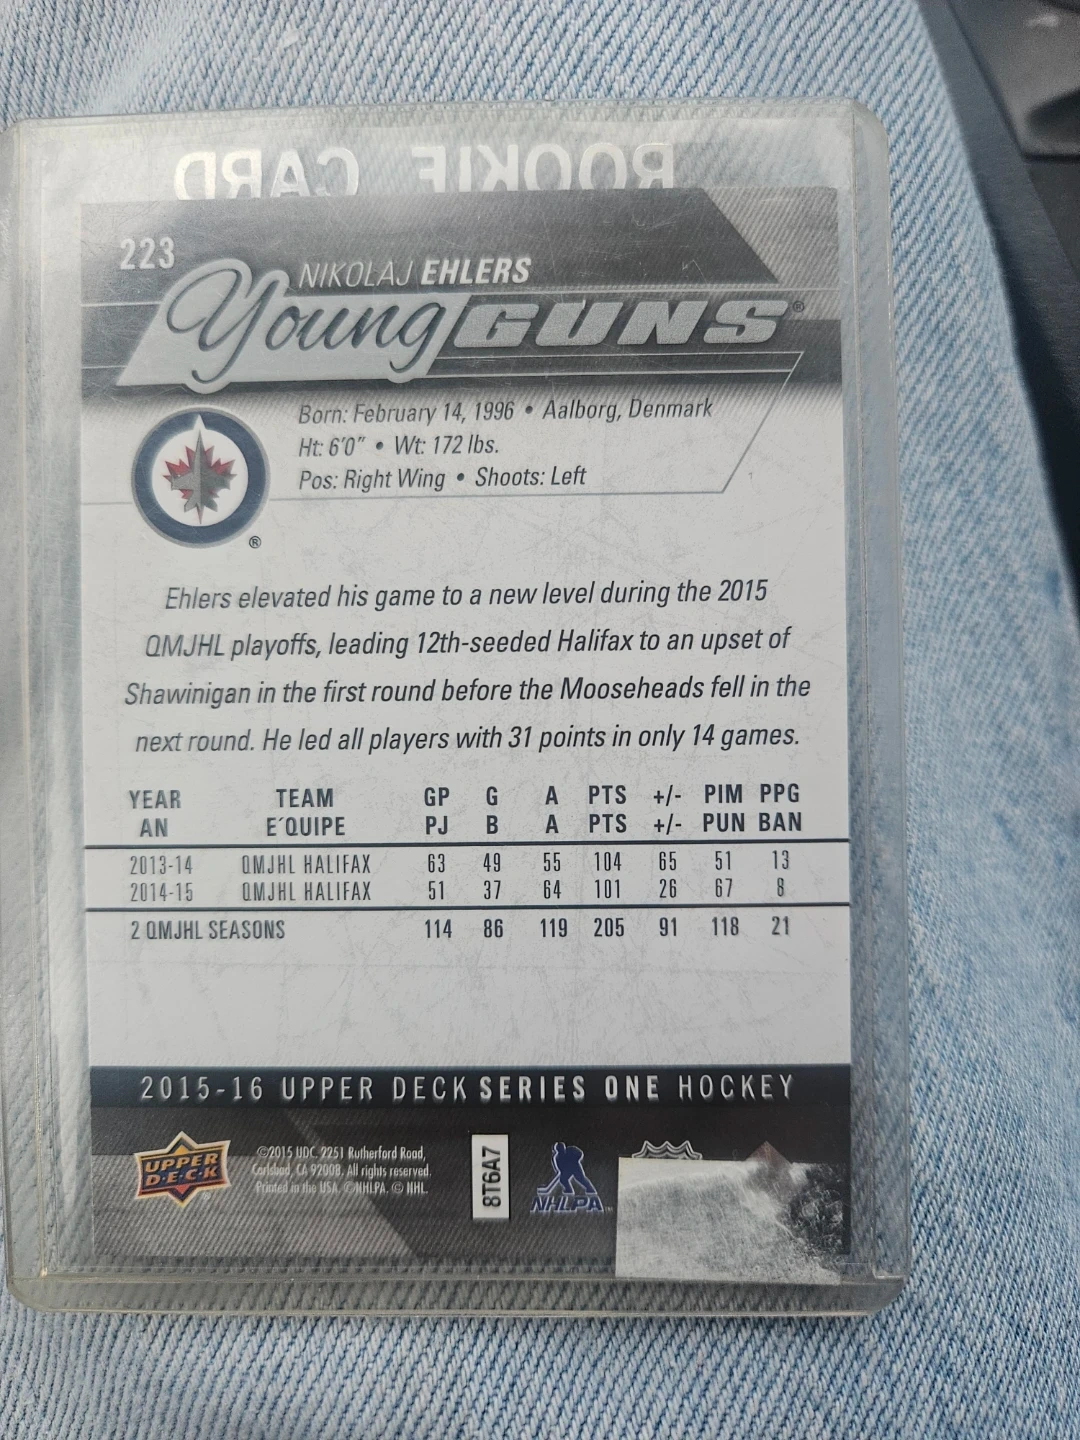 ROOKIE CARD
223
NIKOLAJ EHLERS
Young GUNS®
Born: February 14, 1996 • Aalborg, Denmark
Ht: 6'0" • Wt: 172 lbs.
Pos: Right Wing • Shoots: Left
®
Ehlers elevated his game to a new level during the 2015
QMJHL playoffs, leading 12th-seeded Halifax to an upset of
Shawinigan in the first round before the Mooseheads fell in the
next round. He led all players with 31 points in only 14 games.
YEAR TEAM GP G A PTS +/- PIM PPG
AN E´QUIPE PJ B A PTS +/- PUN BAN
2013-14 QMJHL HALIFAX 63 49 55 104 65 51 13
2014-15 QMJHL HALIFAX 51 37 64 101 26 67 8
2 QMJHL SEASONS 114 86 119 205 91 118 21
2015-16 UPPER DECK SERIES ONE HOCKEY
UPPER DECK
©2015 UDC. 2251 Rutherford Road,
Carlsbad, CA 92008. All rights reserved.
Printed in the USA. ©NHLPA. © NHL.
8T6A7
NHLPA